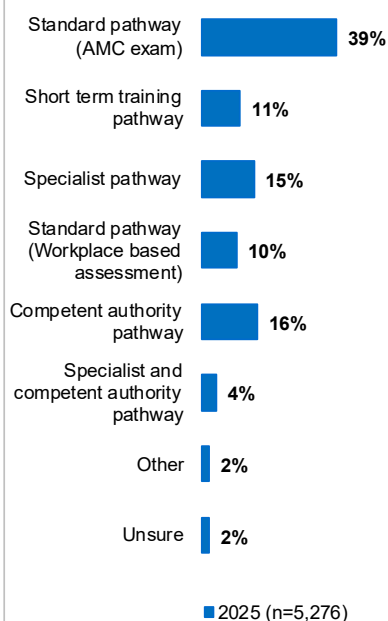 Standard pathway
(AMC exam)
39%
Short term training
pathway
11%
Specialist pathway
15%
Standard pathway
(Workplace based
assessment)
10%
Competent authority
pathway
16%
Specialist and
competent authority
pathway
4%
Other
2%
Unsure
2%
2025 (n=5,276)